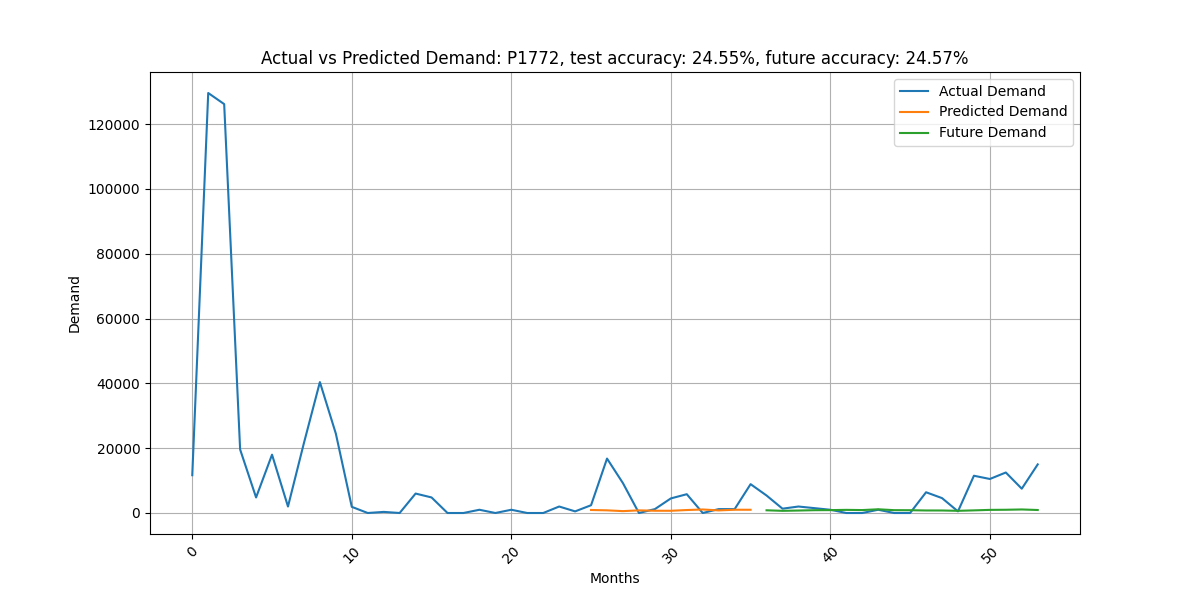 Actual vs Predicted Demand: P1772, test accuracy: 24.55%, future accuracy: 24.57%
Actual Demand
Predicted Demand
Future Demand
120000
100000
80000
60000
40000
20000
0
Demand
0 10 20 30 40 50
Months